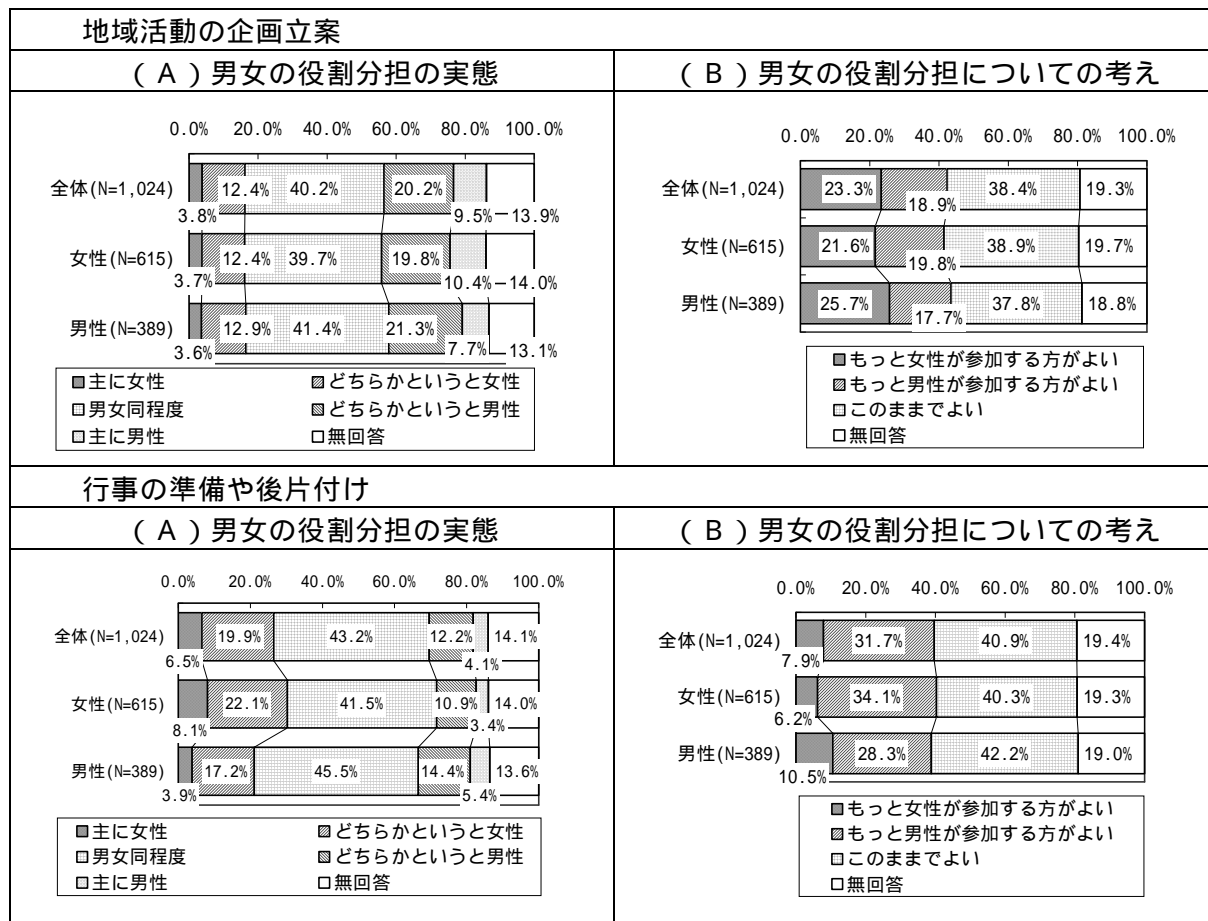 地域活動の企画立案
(A)男女の役割分担の実態
(B)男女の役割分担についての考え
0.0% 20.0% 40.0% 60.0% 80.0% 100.0%
全体(N=1,024) 12.4% 40.2% 20.2%
3.8% 9.5% 13.9%
女性(N=615) 12.4% 39.7% 19.8%
3.7% 10.4% 14.0%
男性(N=389) 12.9% 41.4% 21.3%
3.6% 7.7% 13.1%
主に女性 どちらかというと女性
男女同程度 どちらかというと男性
主に男性 無回答
0.0% 20.0% 40.0% 60.0% 80.0% 100.0%
全体(N=1,024) 23.3% 18.9% 38.4% 19.3%
女性(N=615) 21.6% 19.8% 38.9% 19.7%
男性(N=389) 25.7% 17.7% 37.8% 18.8%
もっと女性が参加する方がよい
もっと男性が参加する方がよい
このままでよい
無回答
行事の準備や後片付け
(A)男女の役割分担の実態
(B)男女の役割分担についての考え
0.0% 20.0% 40.0% 60.0% 80.0% 100.0%
全体(N=1,024) 19.9% 43.2% 12.2% 14.1%
6.5% 4.1%
女性(N=615) 22.1% 41.5% 10.9% 14.0%
8.1% 3.4%
男性(N=389) 17.2% 45.5% 14.4% 13.6%
3.9% 5.4%
主に女性 どちらかというと女性
男女同程度 どちらかというと男性
主に男性 無回答
0.0% 20.0% 40.0% 60.0% 80.0% 100.0%
全体(N=1,024) 31.7% 40.9% 19.4%
7.9%
女性(N=615) 34.1% 40.3% 19.3%
6.2%
男性(N=389) 28.3% 42.2% 19.0%
10.5%
もっと女性が参加する方がよい
もっと男性が参加する方がよい
このままでよい
無回答